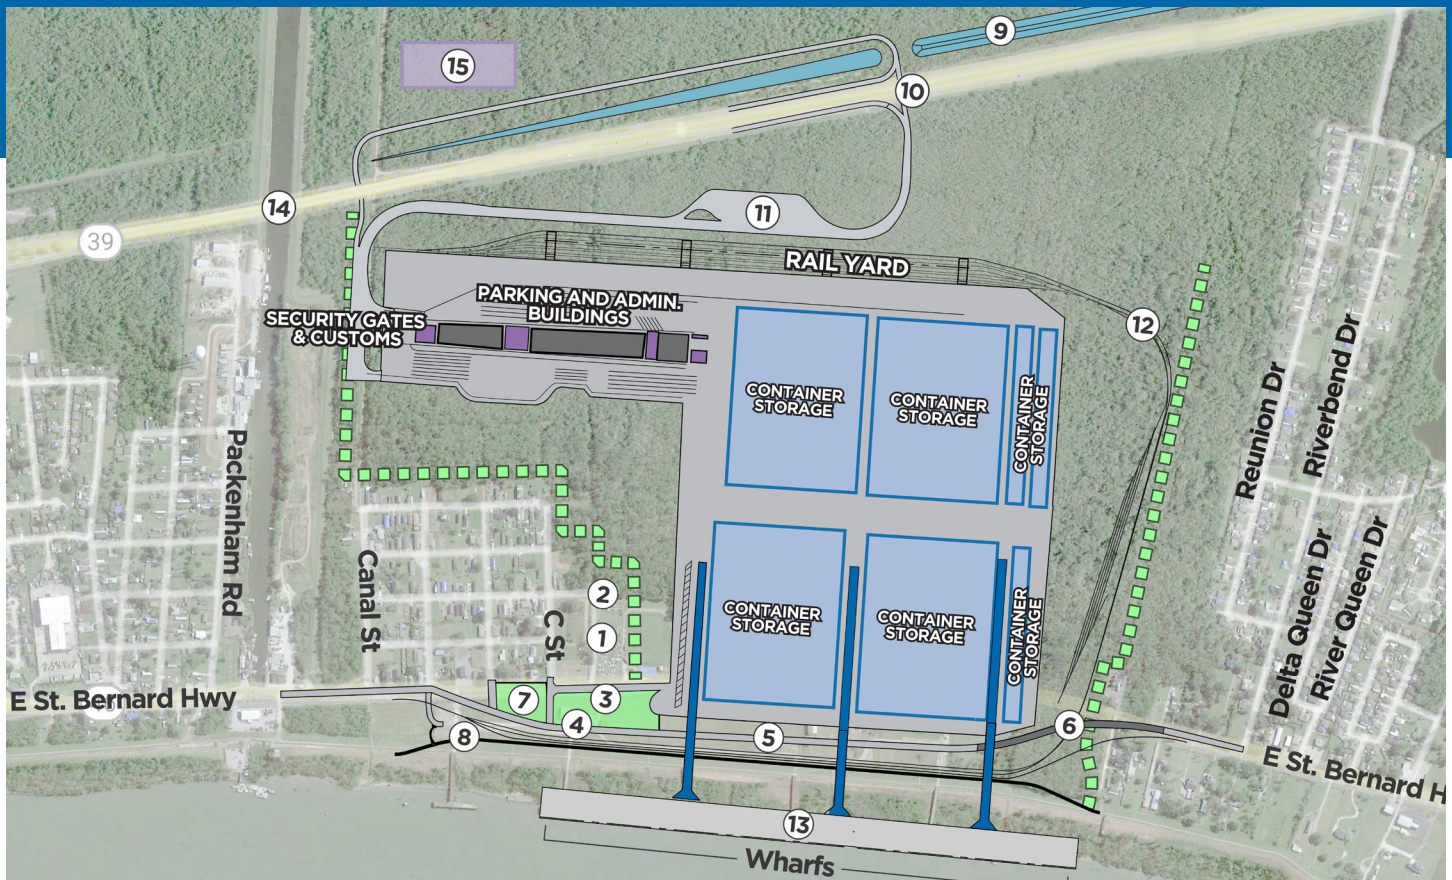 9
15
10
14
39
11
RAIL YARD
PARKING AND ADMIN.
BUILDINGS
SECURITY GATES
& CUSTOMS
12
CONTAINER
STORAGE
CONTAINER
STORAGE
CONTAINER
STORAGE
Reunion Dr
Riverbend Dr
Packenham Rd
Canal St
C St
2
1
CONTAINER
STORAGE
CONTAINER
STORAGE
CONTAINER
STORAGE
Delta Queen Dr
River Queen Dr
E St. Bernard Hwy
7
3
4
8
5
6
E St. Bernard H
13
Wharfs